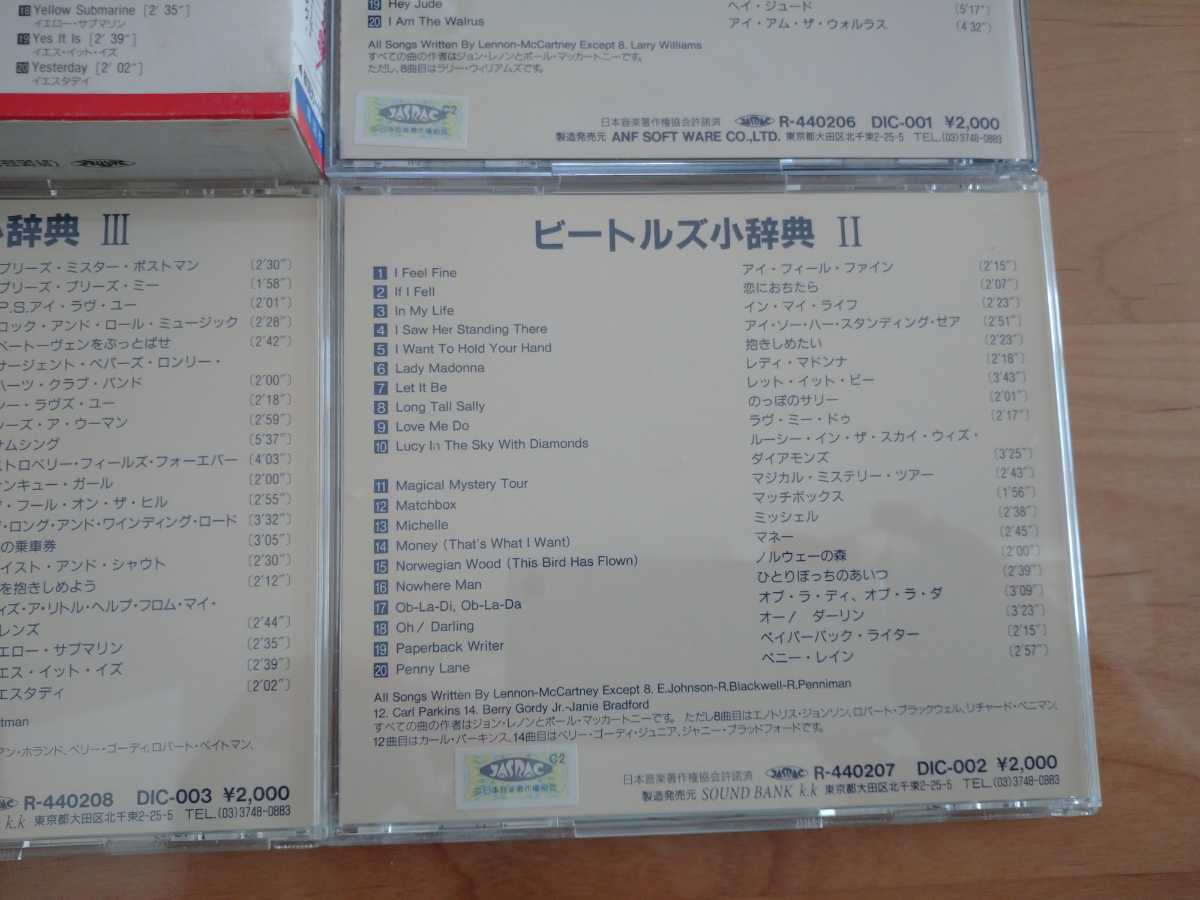 18 Yellow Submarine [2' 35"]
イエロー・サブマリン
19 Yes It Is [2' 39"]
イエス・イット・イズ
20 Yesterday [2' 02"]
イエスタデイ
19 Hey Jude ヘイ・ジュード (5'17")
20 I Am The Walrus アイ・アム・ザ・ウォルラス (4'32")
All Songs Written By Lennon-McCartney Except 8. Larry Williams
すべての曲の作者はジョン・レノンとポール・マッカートニーです。
ただし、8曲目はラリー・ウィリアムズです。
JASRAC C2
日本音楽著作権協会許諾済 JASRAC R-440206 DIC-001 ¥2,000
製造発売元 ANF SOFT WARE CO.,LTD. 東京都大田区北千束2-25-5 TEL.(03)3748-0883
小辞典 III
プリーズ・ミスター・ポストマン (2'30")
プリーズ・プリーズ・ミー (1'58")
P.S.アイ・ラヴ・ユー (2'01")
ロック・アンド・ロール・ミュージック (2'28")
ベートーヴェンをぶっとばせ (2'42")
サージェント・ペパーズ・ロンリー・
ハーツ・クラブ・バンド (2'00")
シー・ラヴズ・ユー (2'18")
シーズ・ア・ウーマン (2'59")
サムシング (5'37")
ストロベリー・フィールズ・フォーエバー (4'03")
サンキュー・ガール (2'00")
ザ・フール・オン・ザ・ヒル (2'55")
ザ・ロング・アンド・ワインディング・ロード (3'32")
の乗車券 (3'05")
イスト・アンド・シャウト (2'30")
を抱きしめよう (2'12")
ィズ・ア・リトル・ヘルプ・フロム・マイ・
レンズ (2'44")
エロー・サブマリン (2'35")
エス・イット・イズ (2'39")
エスタディ (2'02")
tman
アン・ホランド、ベリー・ゴーディ、ロバート・ベイトマン、
R-440208 DIC-003 ¥2,000
k.k 東京都大田区北千束2-25-5 TEL.(03)3748-0883
ビートルズ小辞典 II
1 I Feel Fine アイ・フィール・ファイン (2'15")
2 If I Fell 恋におちたら (2'07")
3 In My Life イン・マイ・ライフ (2'23")
4 I Saw Her Standing There アイ・ソー・ハー・スタンディング・ゼア (2'51")
5 I Want To Hold Your Hand 抱きしめたい (2'23")
6 Lady Madonna レディ・マドンナ (2'18")
7 Let It Be レット・イット・ビー (3'43")
8 Long Tall Sally のっぽのサリー (2'01")
9 Love Me Do ラヴ・ミー・ドゥ (2'17")
10 Lucy In The Sky With Diamonds ルーシー・イン・ザ・スカイ・ウィズ・
ダイアモンズ (3'25")
11 Magical Mystery Tour マジカル・ミステリー・ツアー (2'43")
12 Matchbox マッチボックス (1'56")
13 Michelle ミッシェル (2'38")
14 Money (That's What I Want) マネー (2'45")
15 Norwegian Wood (This Bird Has Flown) ノルウェーの森 (2'00")
16 Nowhere Man ひとりぼっちのあいつ (2'39")
17 Ob-La-Di, Ob-La-Da オブ・ラ・ディ、オブ・ラ・ダ (3'09")
18 Oh! Darling オー! ダーリン (3'23")
19 Paperback Writer ペイパーバック・ライター (2'15")
20 Penny Lane ペニー・レイン (2'57")
All Songs Written By Lennon-McCartney Except 8. E.Johnson-R.Blackwell-R.Penniman
12. Carl Parkins 14. Berry Gordy Jr.-Janie Bradford
すべての曲の作者はジョン・レノンとポール・マッカートニーです。 ただし8曲目はエノトリス・ジョンソン、ロバート・ブラックウェル、リチャード・ペニマン、
12曲目はカール・パーキンス、14曲目はベリー・ゴーディ・ジュニア、ジャニー・ブラッドフォードです。
JASRAC C2
日本音楽著作権協会
日本音楽著作権協会許諾済 JASRAC R-440207 DIC-002 ¥2,000
製造発売元 SOUND BANK k.k 東京都大田区北千束2-25-5 TEL.(03)3748-0883